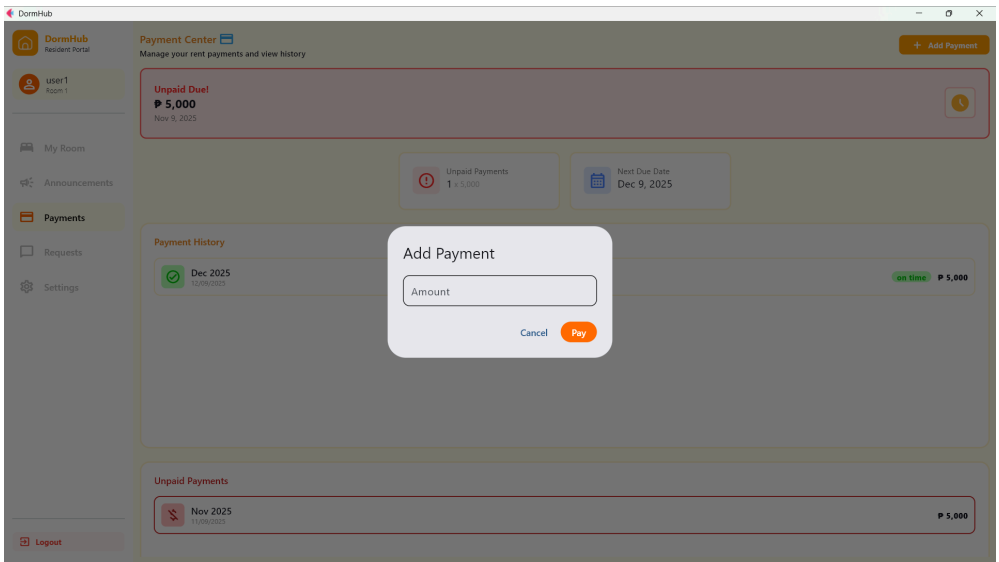 DormHub
DormHub
Resident Portal
user1
Room 1
My Room
Announcements
Payments
Requests
Settings
Logout
Payment Center
Manage your rent payments and view history
+ Add Payment
Unpaid Due!
₱ 5,000
Nov 9, 2025
Unpaid Payments
1 x 5,000
Next Due Date
Dec 9, 2025
Payment History
Dec 2025
12/09/2025
on time ₱ 5,000
Add Payment
Amount
Cancel Pay
Unpaid Payments
Nov 2025
11/09/2025
₱ 5,000